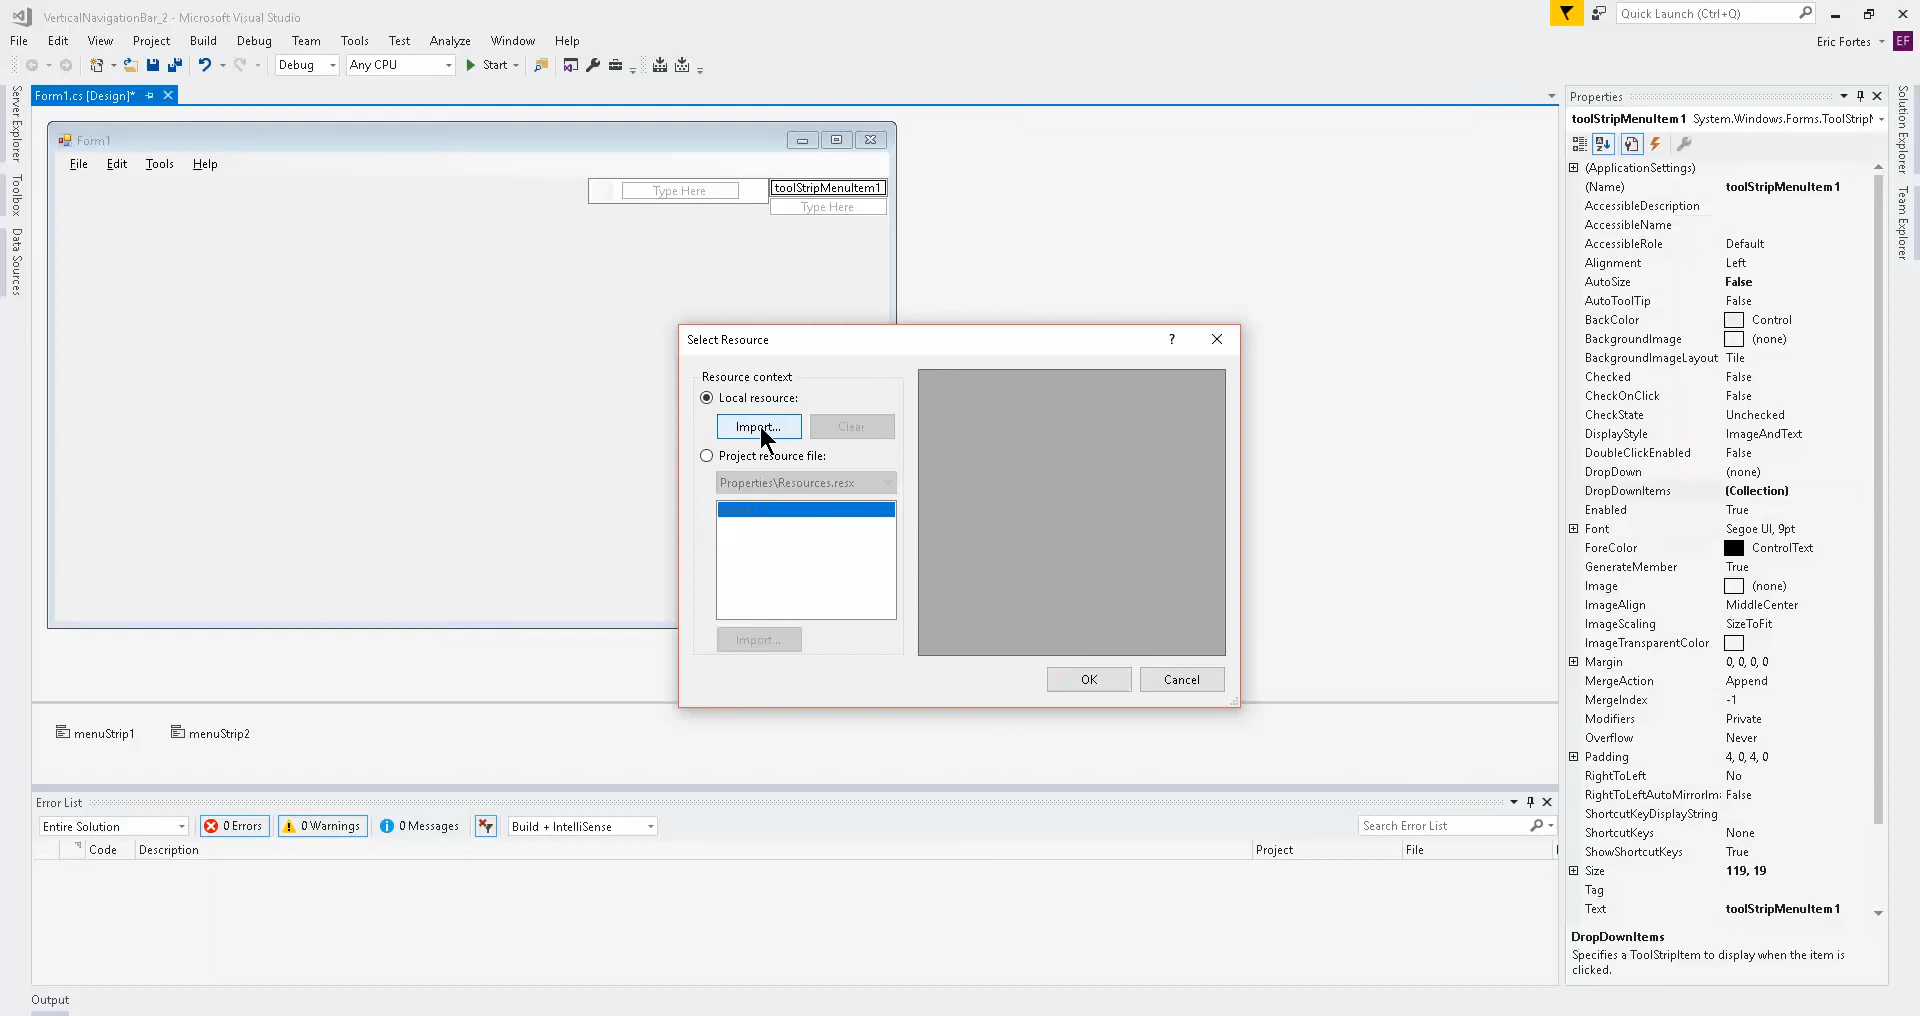 VerticalNavigationBar_2 - Microsoft Visual Studio
Quick Launch (Ctrl+Q)
File Edit View Project Build Debug Team Tools Test Analyze Window Help
Eric Fortes EF
Debug Any CPU Start
Server Explorer
Toolbox
Data Sources
Form1.cs [Design]*
Form1
File Edit Tools Help
Type Here
toolStripMenuItem1
Type Here
Select Resource
?
Resource context
Local resource:
Import... Clear
Project resource file:
Properties\Resources.resx
Import...
OK Cancel
menuStrip1 menuStrip2
Error List
Entire Solution 0 Errors 0 Warnings 0 Messages Build + IntelliSense Search Error List
Code Description Project File
Output
Properties
toolStripMenuItem1 System.Windows.Forms.ToolStripM
(ApplicationSettings)
(Name) toolStripMenuItem1
AccessibleDescription
AccessibleName
AccessibleRole Default
Alignment Left
AutoSize False
AutoToolTip False
BackColor Control
BackgroundImage (none)
BackgroundImageLayout Tile
Checked False
CheckOnClick False
CheckState Unchecked
DisplayStyle ImageAndText
DoubleClickEnabled False
DropDown (none)
DropDownItems (Collection)
Enabled True
Font Segoe UI, 9pt
ForeColor ControlText
GenerateMember True
Image (none)
ImageAlign MiddleCenter
ImageScaling SizeToFit
ImageTransparentColor
Margin 0, 0, 0, 0
MergeAction Append
MergeIndex -1
Modifiers Private
Overflow Never
Padding 4, 0, 4, 0
RightToLeft No
RightToLeftAutoMirrorIm: False
ShortcutKeyDisplayString
ShortcutKeys None
ShowShortcutKeys True
Size 119, 19
Tag
Text toolStripMenuItem1
DropDownItems
Specifies a ToolStripItem to display when the item is
clicked.
Solution Explorer
Team Explorer